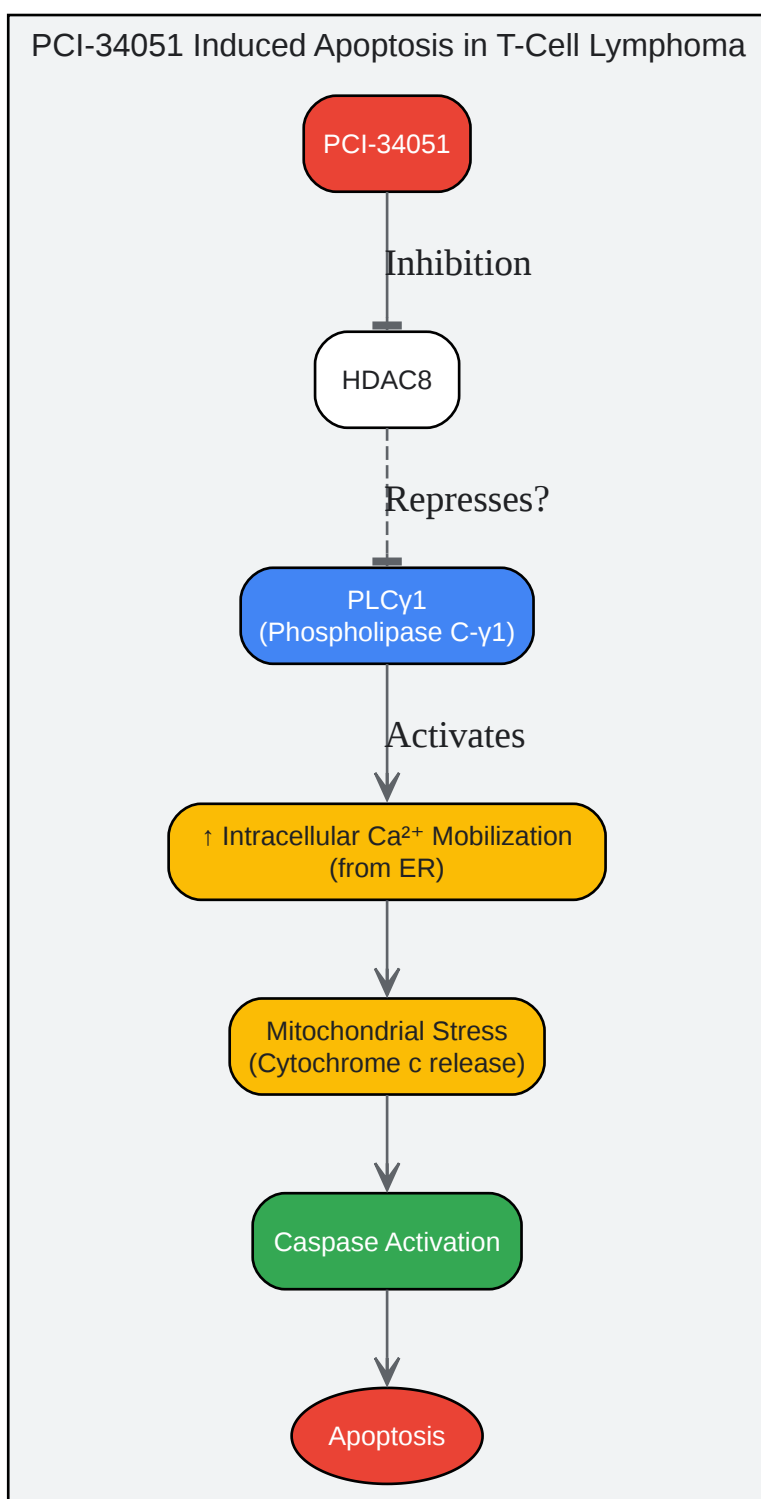 PCI-34051 Induced Apoptosis in T-Cell Lymphoma
PCI-34051
Inhibition
HDAC8
Represses?
PLCγ1
(Phospholipase C-γ1)
Activates
↑ Intracellular Ca²⁺ Mobilization
(from ER)
Mitochondrial Stress
(Cytochrome c release)
Caspase Activation
Apoptosis